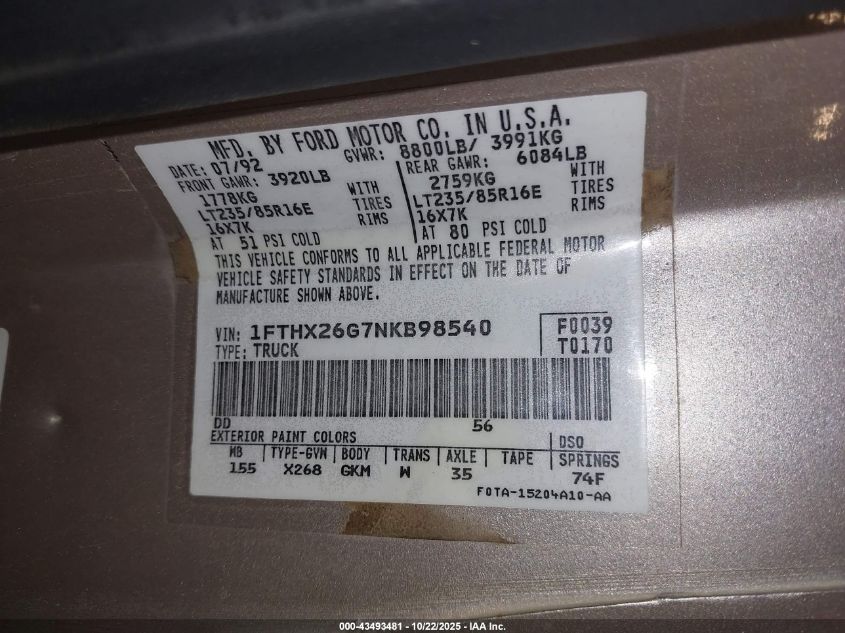 MFD. BY FORD MOTOR CO. IN U.S.A.
DATE: 07/92 GVWR: 8800LB/ 3991KG
FRONT GAWR: 3920LB REAR GAWR: 6084LB
1778KG WITH 2759KG WITH
LT235/85R16E TIRES LT235/85R16E TIRES
16X7K RIMS 16X7K RIMS
AT 51 PSI COLD AT 80 PSI COLD
THIS VEHICLE CONFORMS TO ALL APPLICABLE FEDERAL MOTOR
VEHICLE SAFETY STANDARDS IN EFFECT ON THE DATE OF
MANUFACTURE SHOWN ABOVE.
VIN: 1FTHX26G7NKB98540 F0039
TYPE: TRUCK T0170
DD 56
EXTERIOR PAINT COLORS DSO
WB TYPE-GVW BODY TRANS AXLE TAPE SPRINGS
155 X268 GKM W 35 74F
F0TA-15204A10-AA
000-43493481 - 10/22/2025 - IAA Inc.